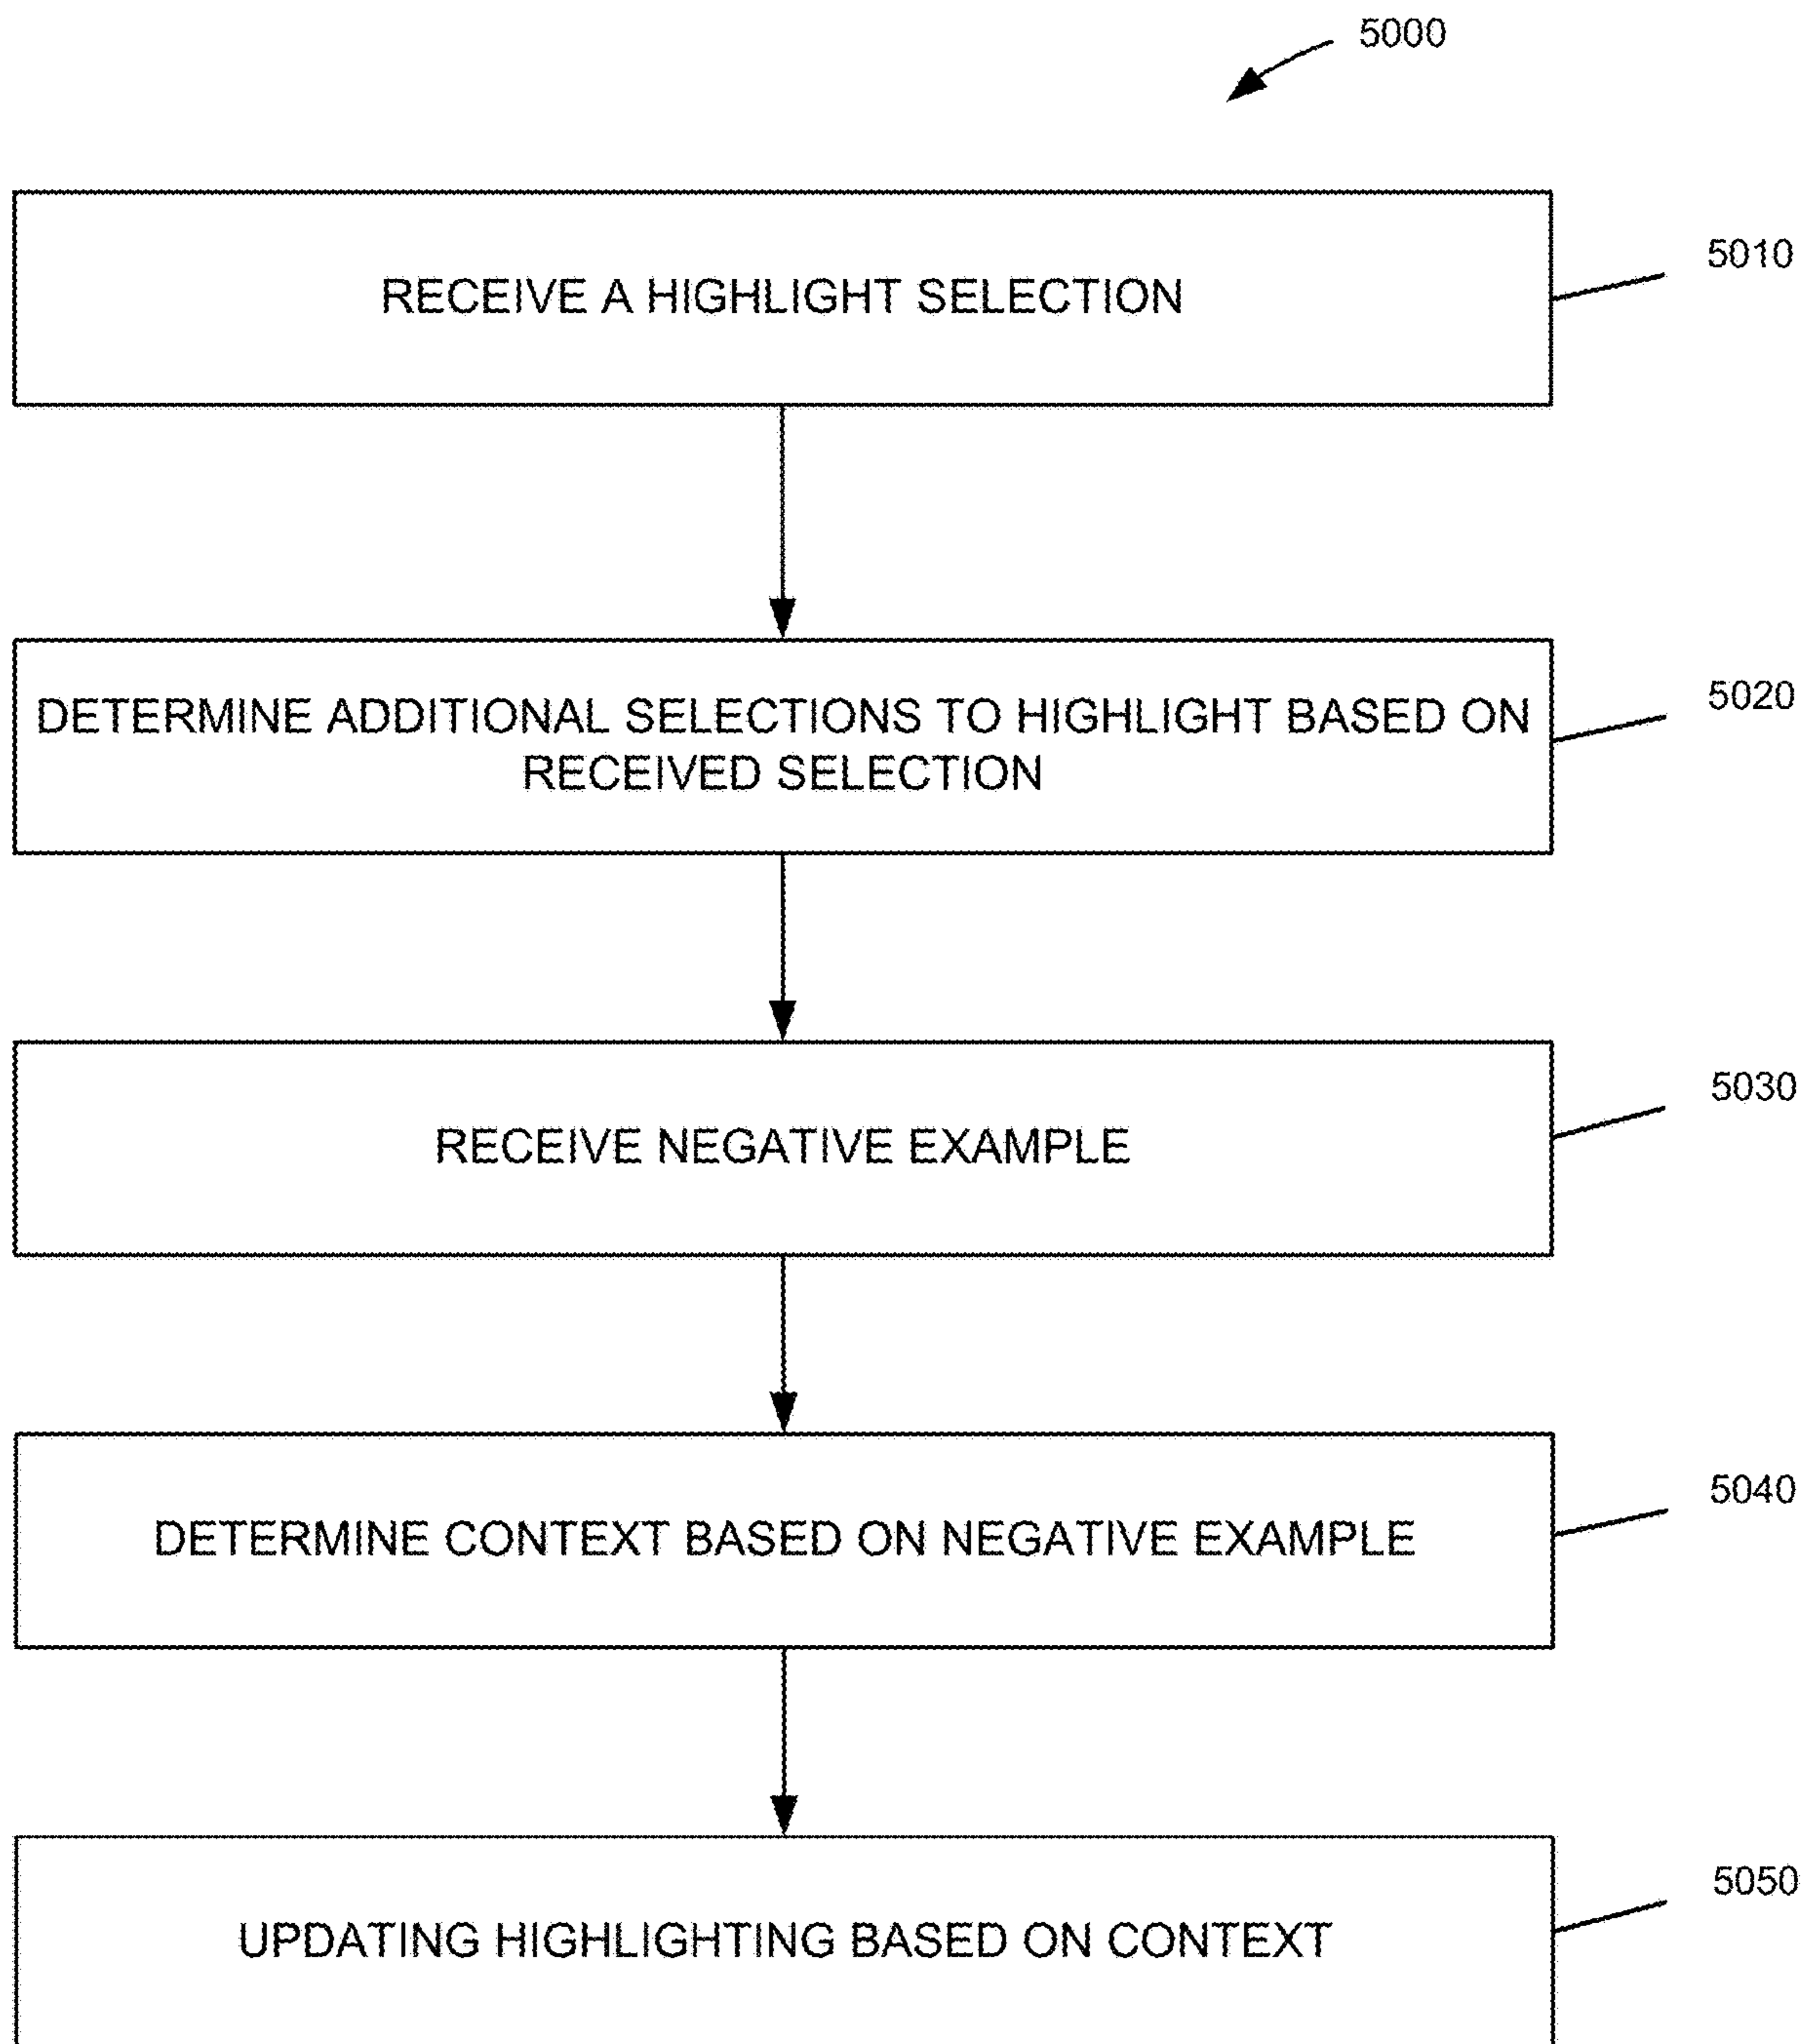 5000
RECEIVE A HIGHLIGHT SELECTION
5010
DETERMINE ADDITIONAL SELECTIONS TO HIGHLIGHT BASED ON
RECEIVED SELECTION
5020
RECEIVE NEGATIVE EXAMPLE
5030
DETERMINE CONTEXT BASED ON NEGATIVE EXAMPLE
5040
UPDATING HIGHLIGHTING BASED ON CONTEXT
5050